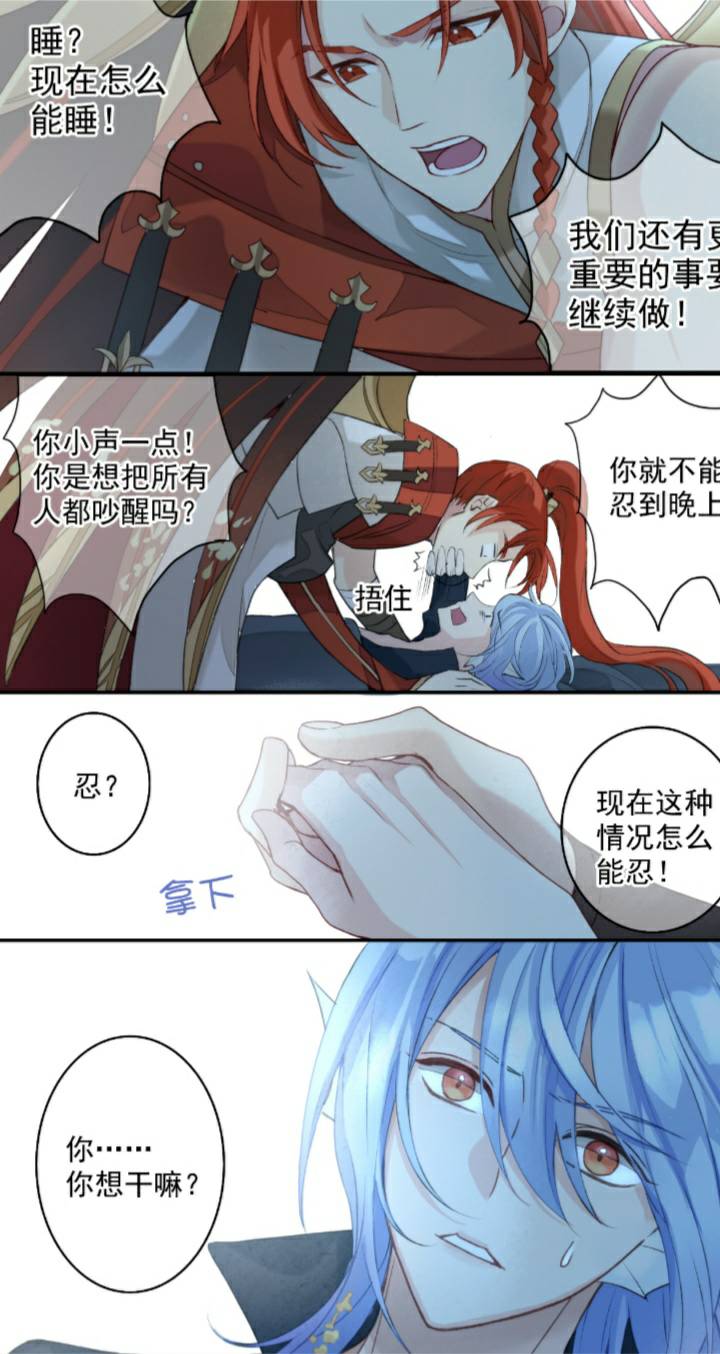 睡？
现在怎么
能睡！
我们还有更
重要的事要
继续做！
你小声一点！
你是想把所有
人都吵醒吗？
你就不能
忍到晚上
捂住
忍？
拿下
现在这种
情况怎么
能忍！
你……
你想干嘛？